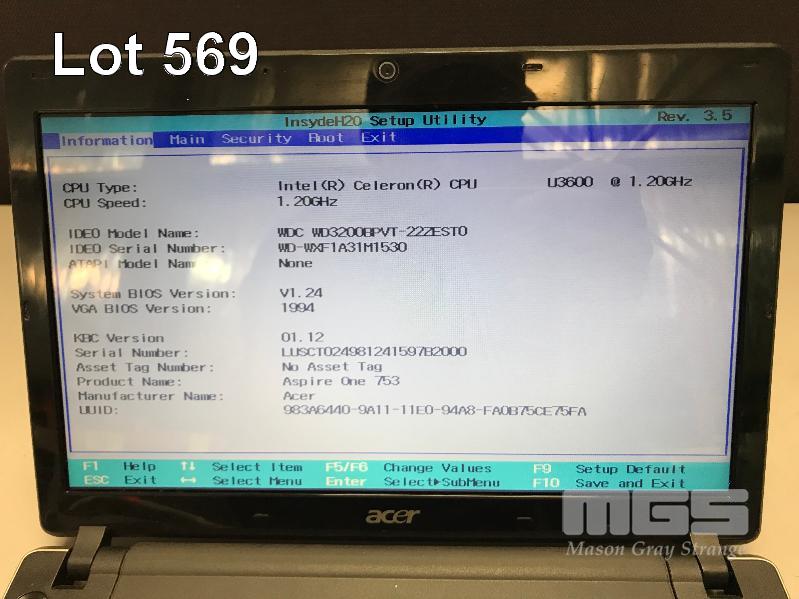 Lot 569
InsydeH2O Setup Utility Rev. 3.5
Information Main Security Boot Exit
CPU Type: Intel(R) Celeron(R) CPU U3600 @ 1.20GHz
CPU Speed: 1.20GHz
IDE0 Model Name: WDC WD3200BPVT-22ZEST0
IDE0 Serial Number: WD-WXF1A31M1530
ATAPI Model Name: None
System BIOS Version: V1.24
VGA BIOS Version: 1994
KBC Version 01.12
Serial Number: LUSCT024981241597B2000
Asset Tag Number: No Asset Tag
Product Name: Aspire One 753
Manufacturer Name: Acer
UUID: 983A6440-9A11-11E0-94A8-FA0B75CE75FA
F1 Help ↑↓ Select Item F5/F6 Change Values F9 Setup Default
ESC Exit ↔ Select Menu Enter Select▶SubMenu F10 Save and Exit
acer
MGS
Mason Gray Strange